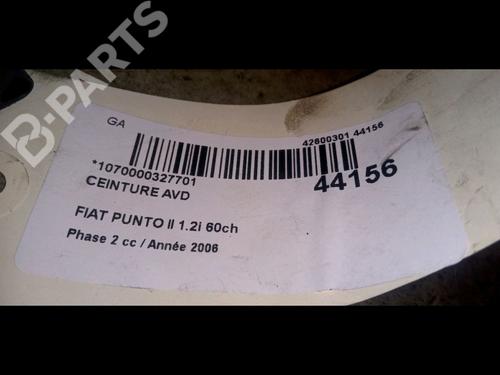 B-PARTS
GA
42600301 44156
*1070000327701
44156
CEINTURE AVD
FIAT PUNTO II 1.2i 60ch
Phase 2 cc / Année 2006